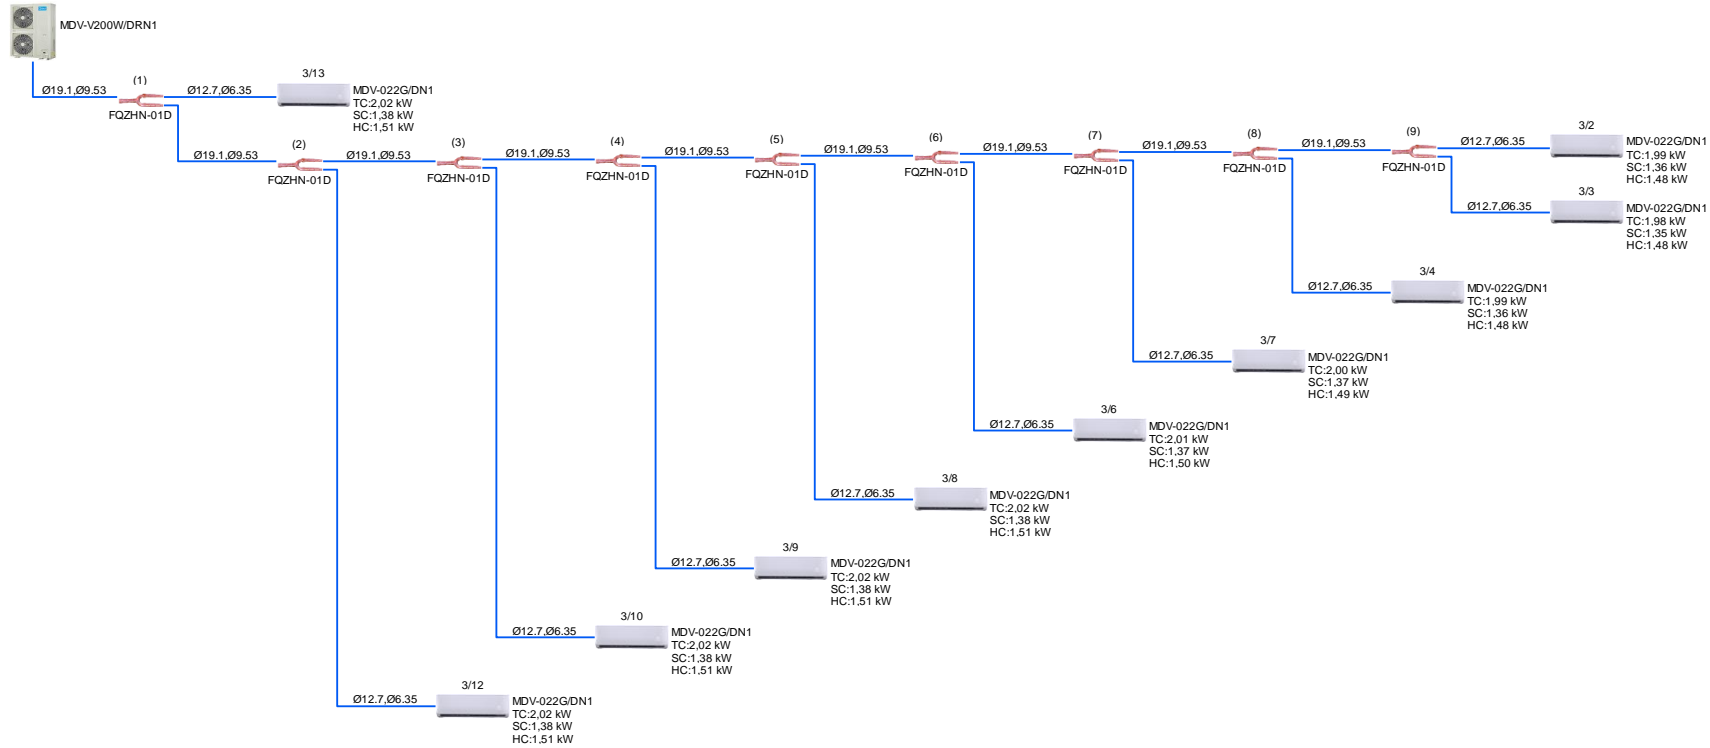 MDV-V200W/DRN1
Ø19.1,Ø9.53
(1)
FQZHN-01D
Ø12.7,Ø6.35
3/13
MDV-022G/DN1
TC:2,02 kW
SC:1,38 kW
HC:1,51 kW
Ø19.1,Ø9.53
(2)
FQZHN-01D
Ø19.1,Ø9.53
(3)
FQZHN-01D
Ø19.1,Ø9.53
(4)
FQZHN-01D
Ø19.1,Ø9.53
(5)
FQZHN-01D
Ø19.1,Ø9.53
(6)
FQZHN-01D
Ø19.1,Ø9.53
(7)
FQZHN-01D
Ø19.1,Ø9.53
(8)
FQZHN-01D
Ø19.1,Ø9.53
(9)
FQZHN-01D
Ø12.7,Ø6.35
3/2
MDV-022G/DN1
TC:1,99 kW
SC:1,36 kW
HC:1,48 kW
Ø12.7,Ø6.35
3/3
MDV-022G/DN1
TC:1,98 kW
SC:1,35 kW
HC:1,48 kW
Ø12.7,Ø6.35
3/4
MDV-022G/DN1
TC:1,99 kW
SC:1,36 kW
HC:1,48 kW
Ø12.7,Ø6.35
3/7
MDV-022G/DN1
TC:2,00 kW
SC:1,37 kW
HC:1,49 kW
Ø12.7,Ø6.35
3/6
MDV-022G/DN1
TC:2,01 kW
SC:1,37 kW
HC:1,50 kW
Ø12.7,Ø6.35
3/8
MDV-022G/DN1
TC:2,02 kW
SC:1,38 kW
HC:1,51 kW
Ø12.7,Ø6.35
3/9
MDV-022G/DN1
TC:2,02 kW
SC:1,38 kW
HC:1,51 kW
Ø12.7,Ø6.35
3/10
MDV-022G/DN1
TC:2,02 kW
SC:1,38 kW
HC:1,51 kW
Ø12.7,Ø6.35
3/12
MDV-022G/DN1
TC:2,02 kW
SC:1,38 kW
HC:1,51 kW